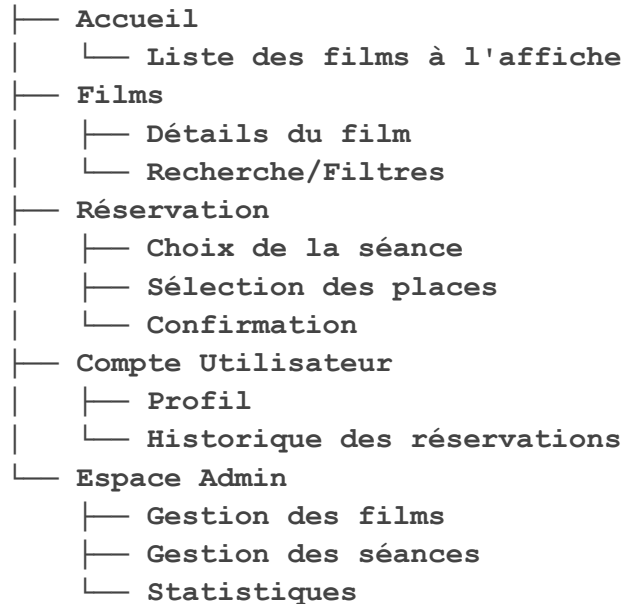 ├── Accueil
│   └── Liste des films à l'affiche
├── Films
│   ├── Détails du film
│   └── Recherche/Filtres
├── Réservation
│   ├── Choix de la séance
│   ├── Sélection des places
│   └── Confirmation
├── Compte Utilisateur
│   ├── Profil
│   └── Historique des réservations
└── Espace Admin
    ├── Gestion des films
    ├── Gestion des séances
    └── Statistiques